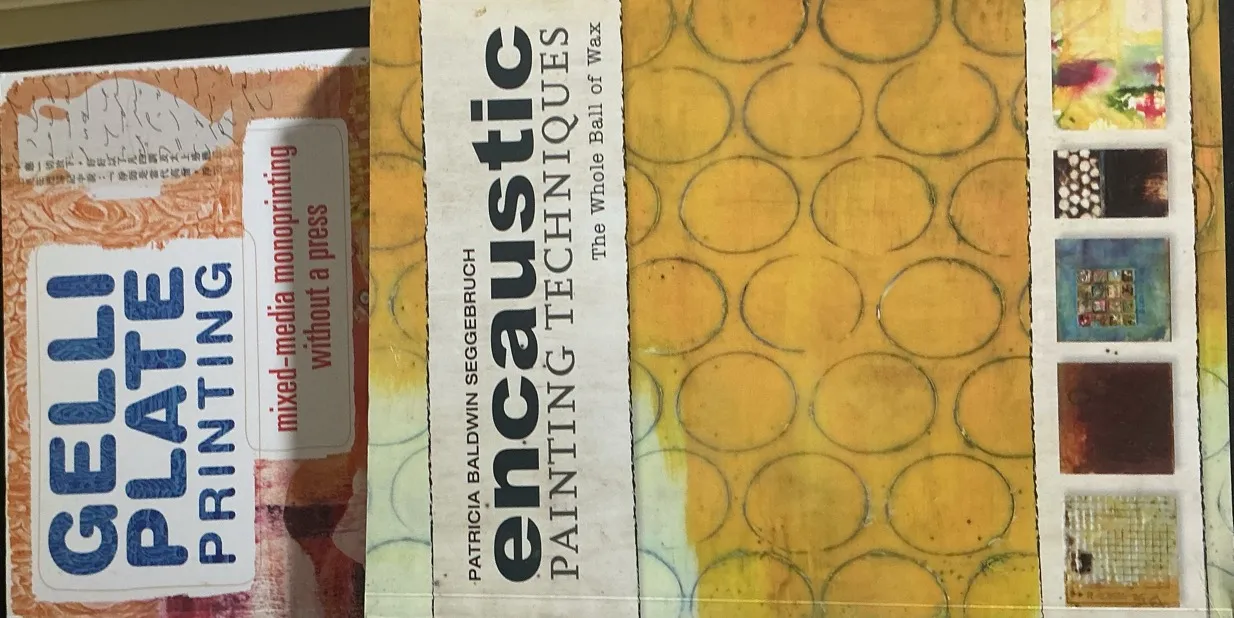 GELLI
PLATE
PRINTING
mixed-media monoprinting
without a press
PATRICIA BALDWIN SEGGEBRUCH
encaustic
PAINTING TECHNIQUES
The Whole Ball of Wax